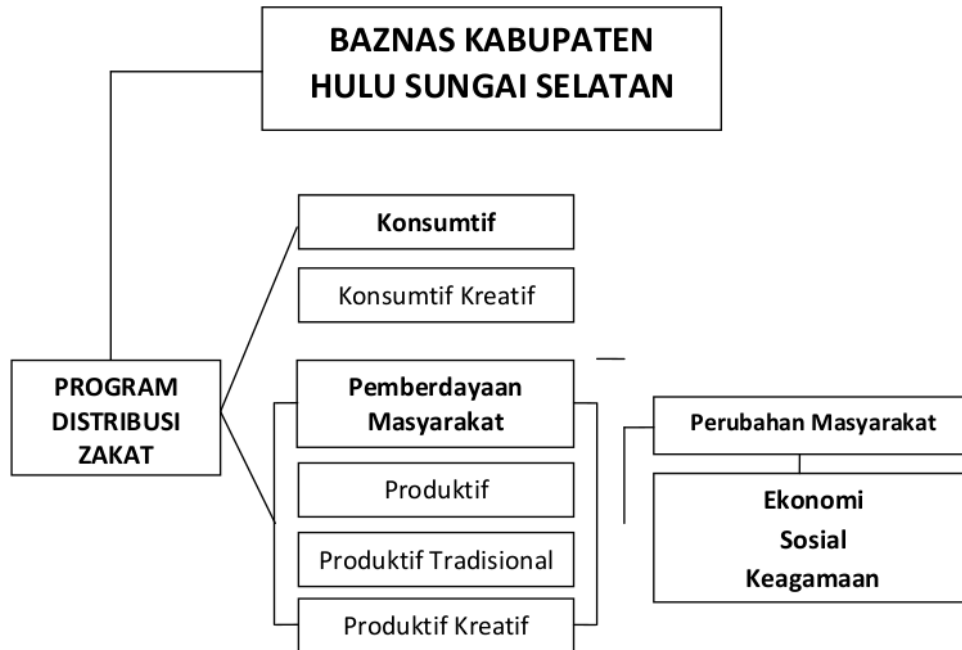 BAZNAS KABUPATEN
HULU SUNGAI SELATAN
Konsumtif
Konsumtif Kreatif
PROGRAM
DISTRIBUSI
ZAKAT
Pemberdayaan
Masyarakat
Produktif
Produktif Tradisional
Produktif Kreatif
Perubahan Masyarakat
Ekonomi
Sosial
Keagamaan